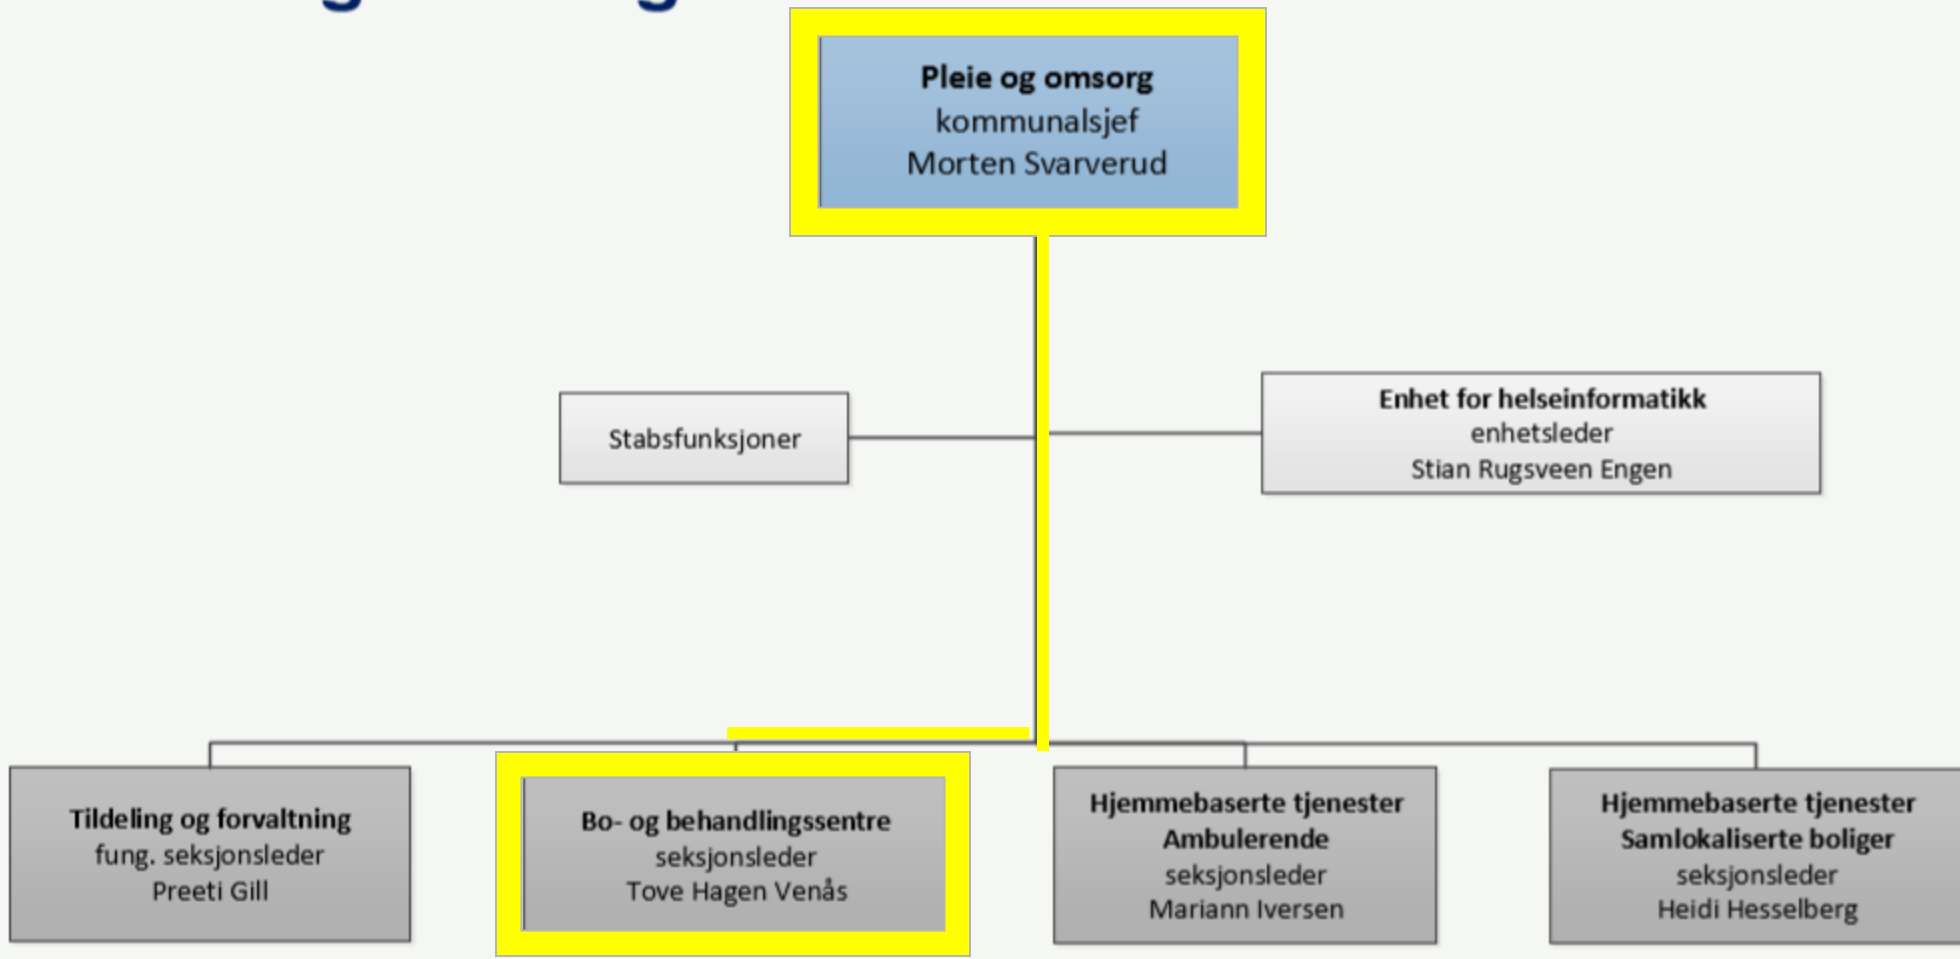 Pleie og omsorg
kommunalsjef
Morten Svarverud
Stabsfunksjoner
Enhet for helseinformatikk
enhetsleder
Stian Rugsveen Engen
Tildeling og forvaltning
fung. seksjonsleder
Preeti Gill
Bo- og behandlingssentre
seksjonsleder
Tove Hagen Venås
Hjemmebaserte tjenester
Ambulerende
seksjonsleder
Mariann Iversen
Hjemmebaserte tjenester
Samlokaliserte boliger
seksjonsleder
Heidi Hesselberg